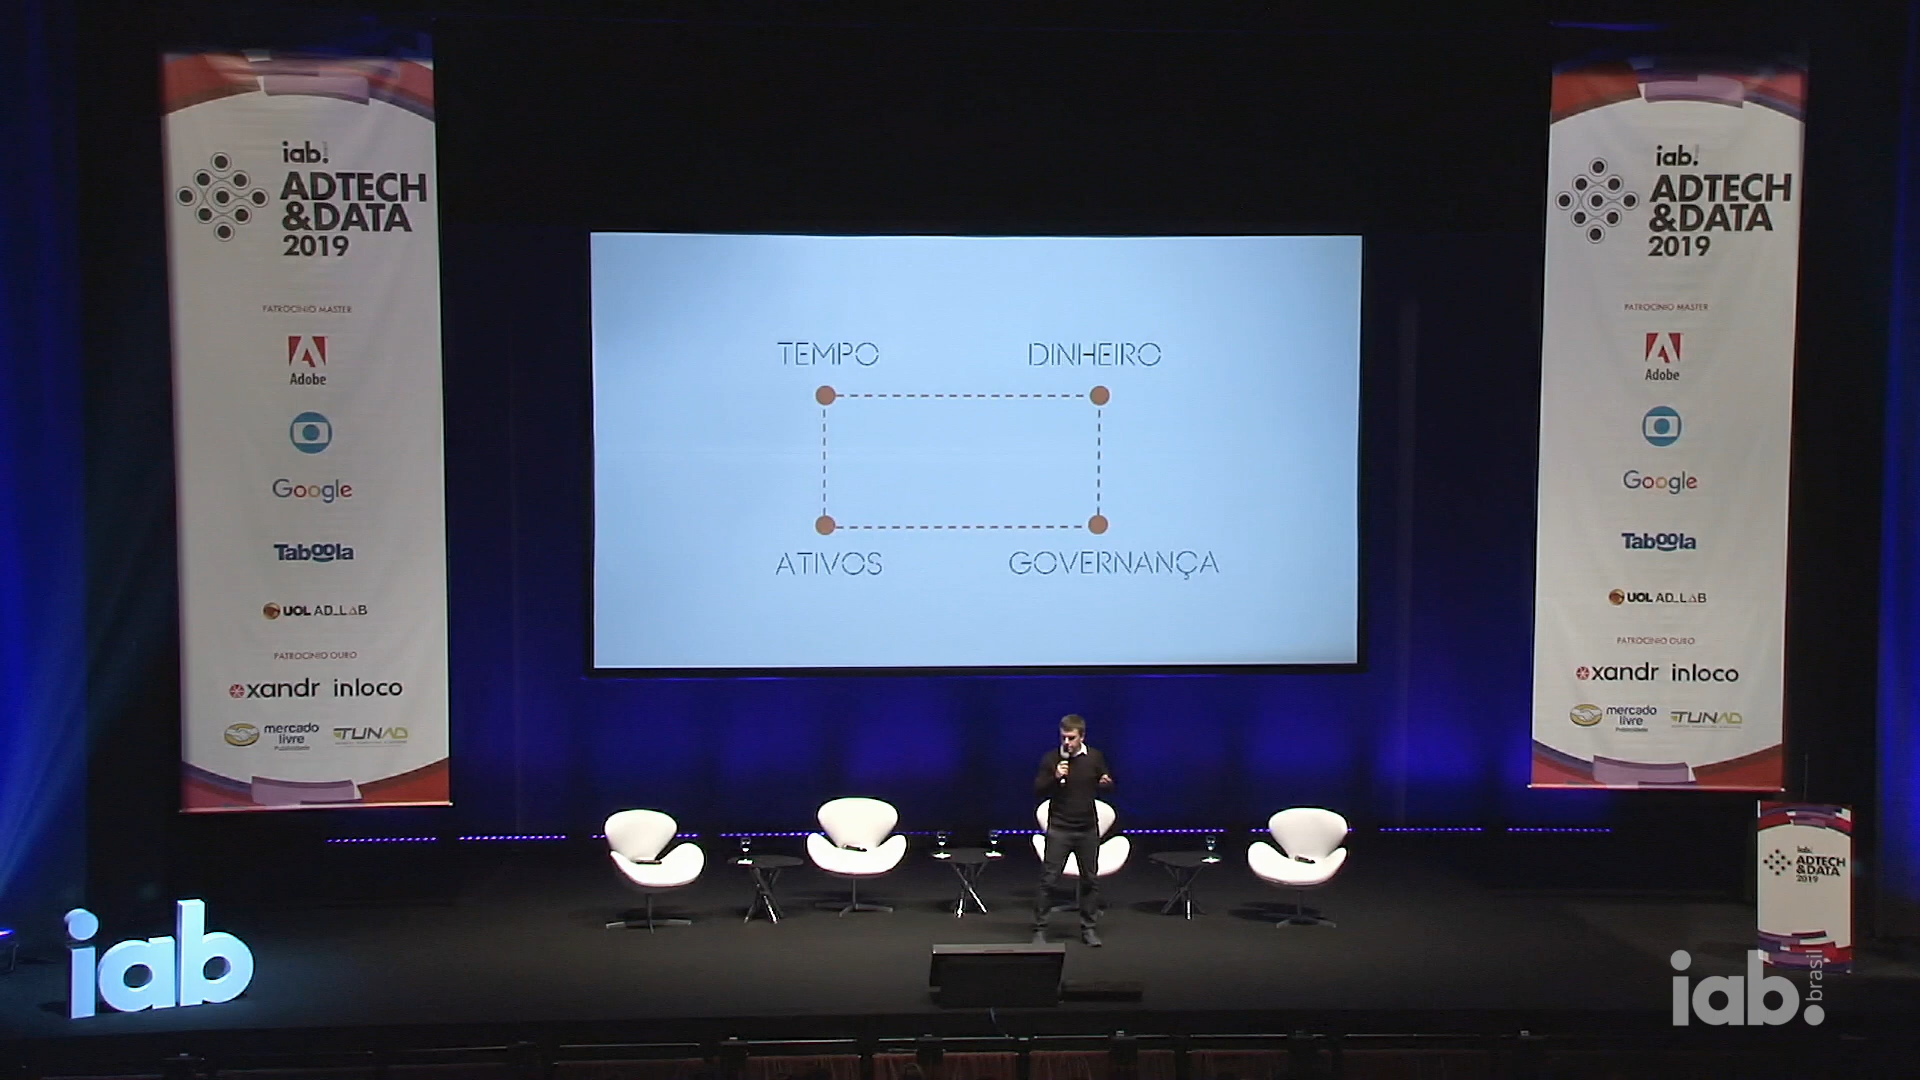 iab.
ADTECH
&DATA
2019
PATROCÍNIO MASTER
Adobe
Google
Taboola
UOL AD_LAB
PATROCÍNIO OURO
xandr inloco
mercado
livre
Publicidade
TUNAD
TEMPO DINHEIRO
ATIVOS GOVERNANÇA
iab.
ADTECH
&DATA
2019
PATROCÍNIO MASTER
Adobe
Google
Taboola
UOL AD_LAB
PATROCÍNIO OURO
xandr inloco
mercado
livre
TUNAD
iab.
ADTECH
&DATA
2019
iab
iab.
brasil